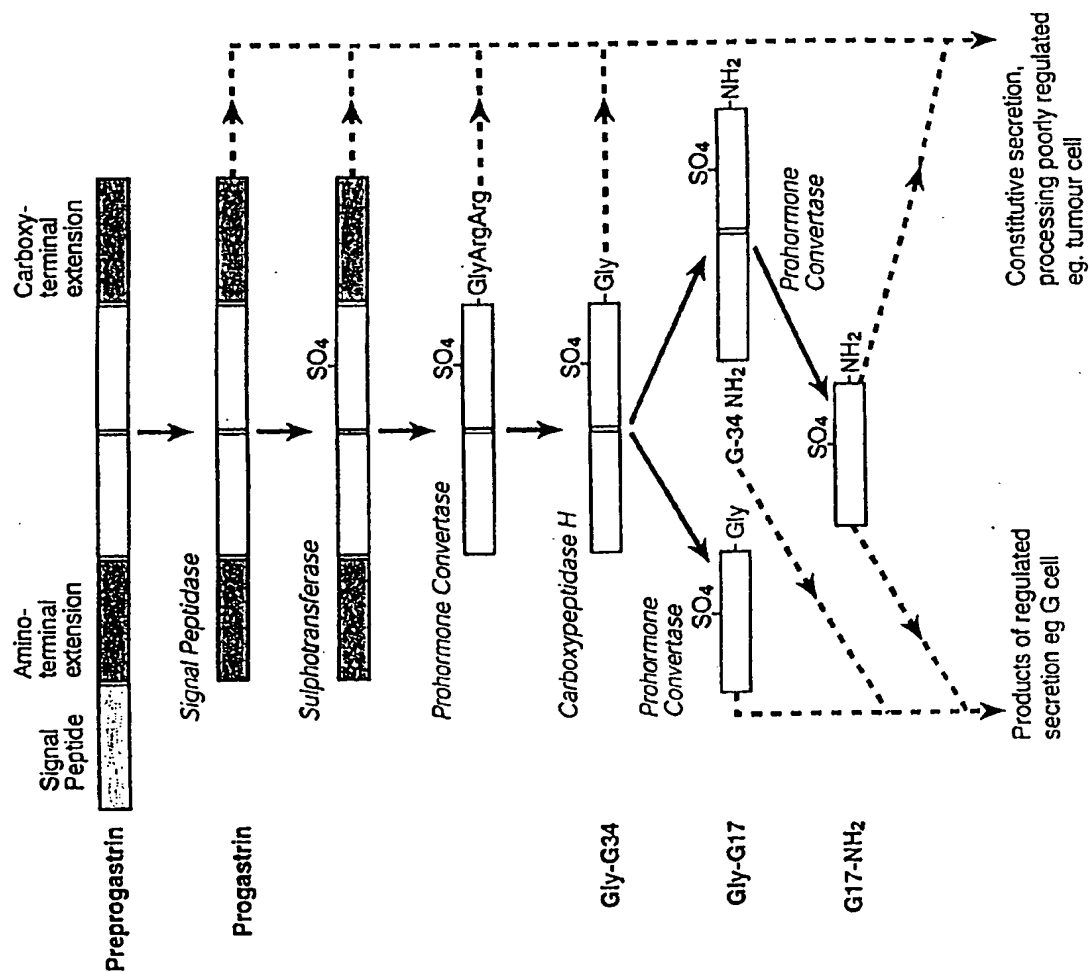 Signal
Peptide
Amino-
terminal
extension
Carboxy-
terminal
extension
Preprogastrin
Signal Peptidase
Progastrin
Sulphotransferase
SO4
Prohormone Convertase
SO4
GlyArgArg
Carboxypeptidase H
SO4
Gly
Gly-G34
Prohormone
Convertase
SO4
Gly
G-34 NH2
SO4
NH2
Gly-G17
Prohormone
Convertase
SO4
NH2
G17-NH2
Products of regulated
secretion eg G cell
Constitutive secretion,
processing poorly regulated
eg. tumour cell